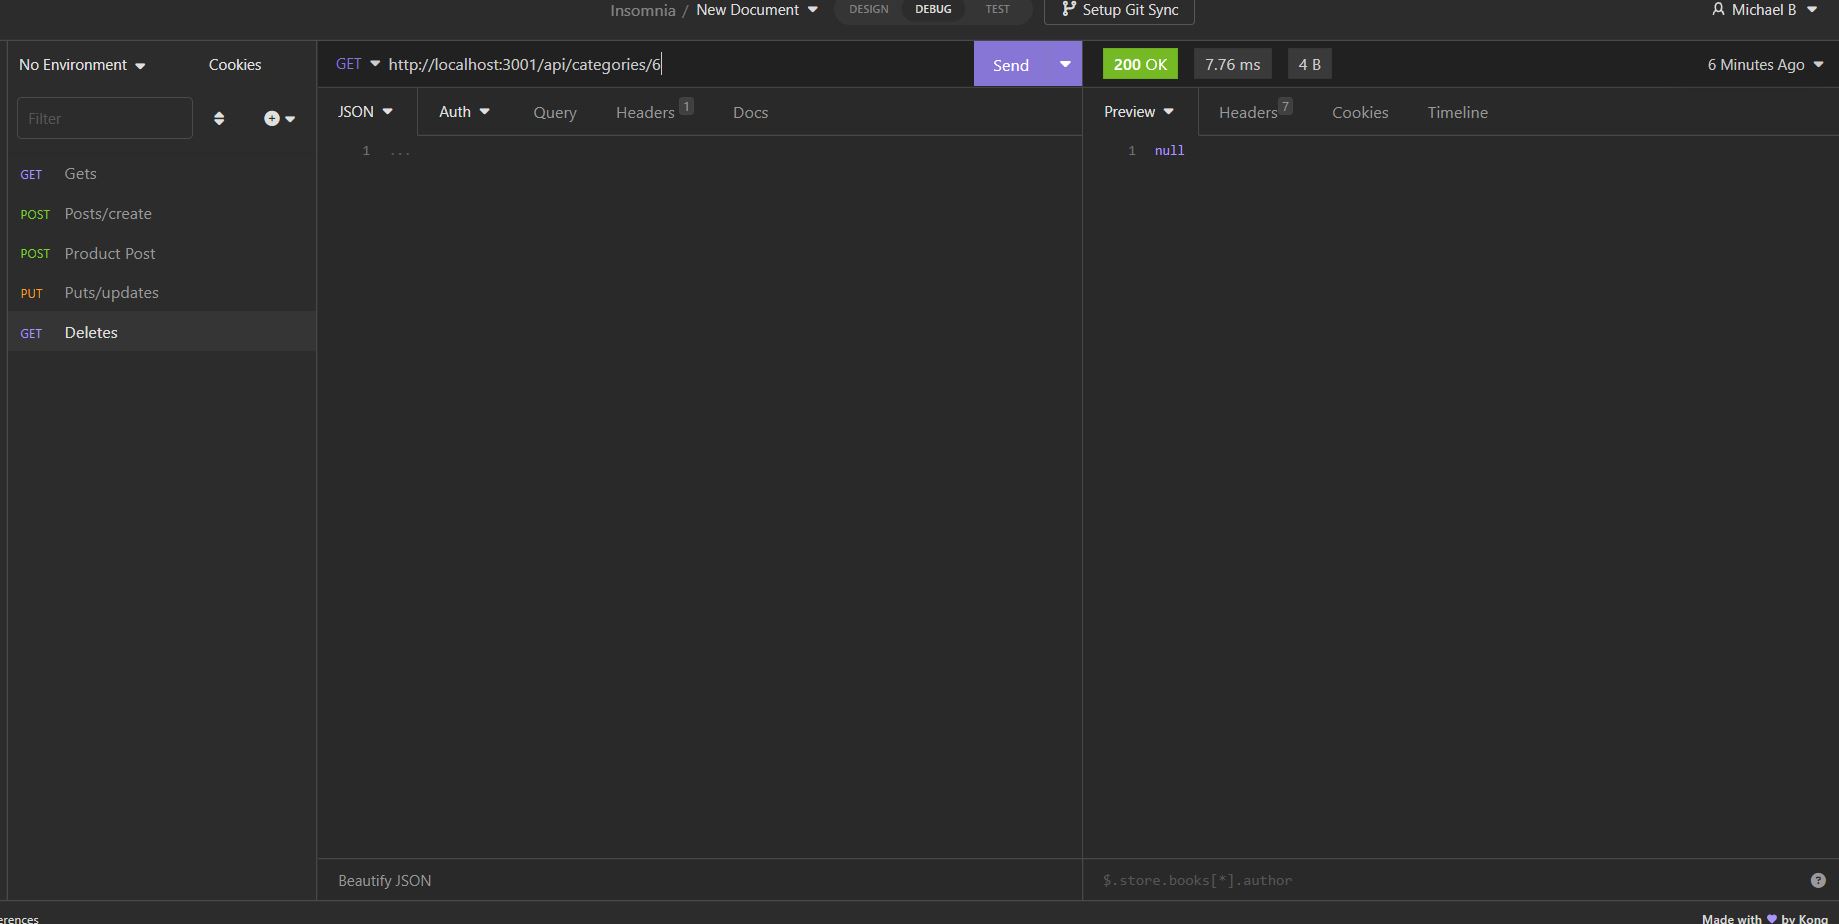 Insomnia / New Document DESIGN DEBUG TEST Setup Git Sync Michael B
No Environment Cookies
GET http://localhost:3001/api/categories/6 Send
200 OK 7.76 ms 4 B 6 Minutes Ago
Filter
JSON Auth Query Headers 1 Docs
Preview Headers 7 Cookies Timeline
1 ...
1 null
GET Gets
POST Posts/create
POST Product Post
PUT Puts/updates
GET Deletes
Beautify JSON
$.store.books[*].author ?
erences
Made with by Kong